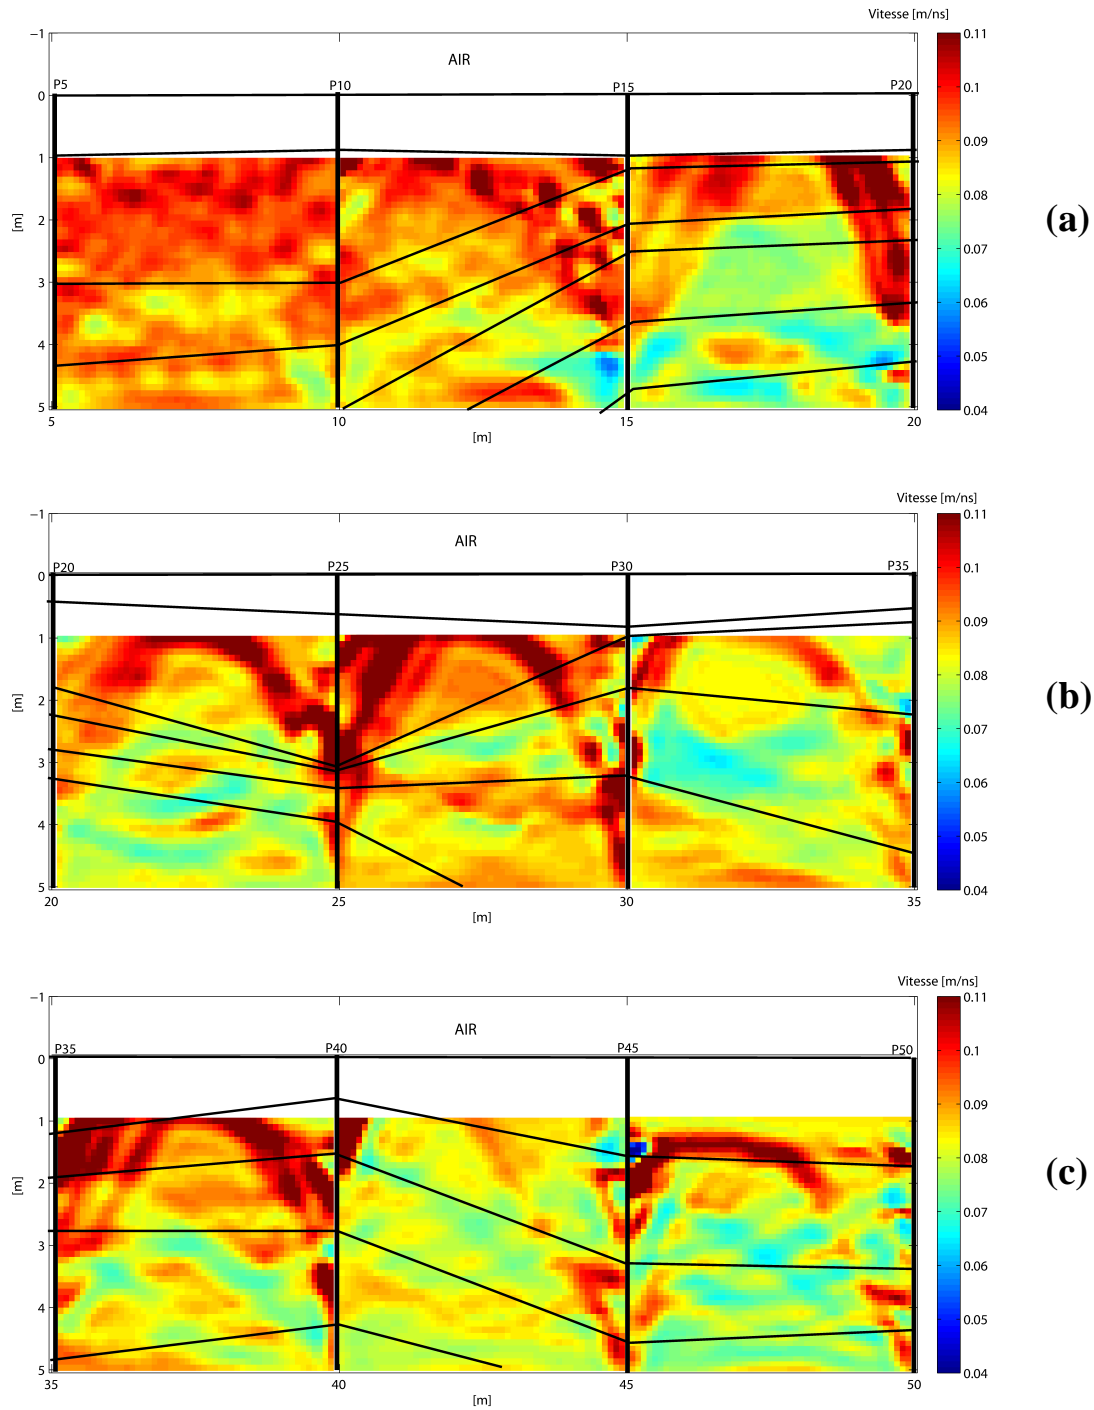 Vitesse [m/ns]
−1
AIR
P5
P10
P15
P20
0
1
2
3
4
5
[m]
5
10
15
20
[m]
0.11
0.1
0.09
0.08
0.07
0.06
0.05
0.04
(a)
Vitesse [m/ns]
−1
AIR
P20
P25
P30
P35
0
1
2
3
4
5
[m]
20
25
30
35
[m]
0.11
0.1
0.09
0.08
0.07
0.06
0.05
0.04
(b)
Vitesse [m/ns]
−1
AIR
P35
P40
P45
P50
0
1
2
3
4
5
[m]
35
40
45
50
[m]
0.11
0.1
0.09
0.08
0.07
0.06
0.05
0.04
(c)